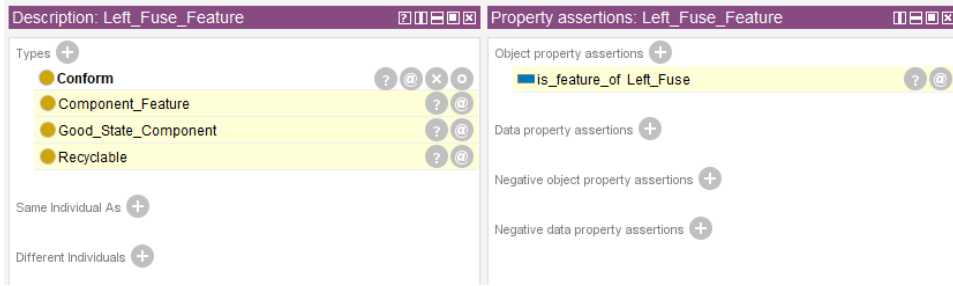 Description: Left_Fuse_Feature
Types
Conform
Component_Feature
Good_State_Component
Recyclable
Same Individual As
Different Individuals
Property assertions: Left_Fuse_Feature
Object property assertions
is_feature_of Left_Fuse
Data property assertions
Negative object property assertions
Negative data property assertions